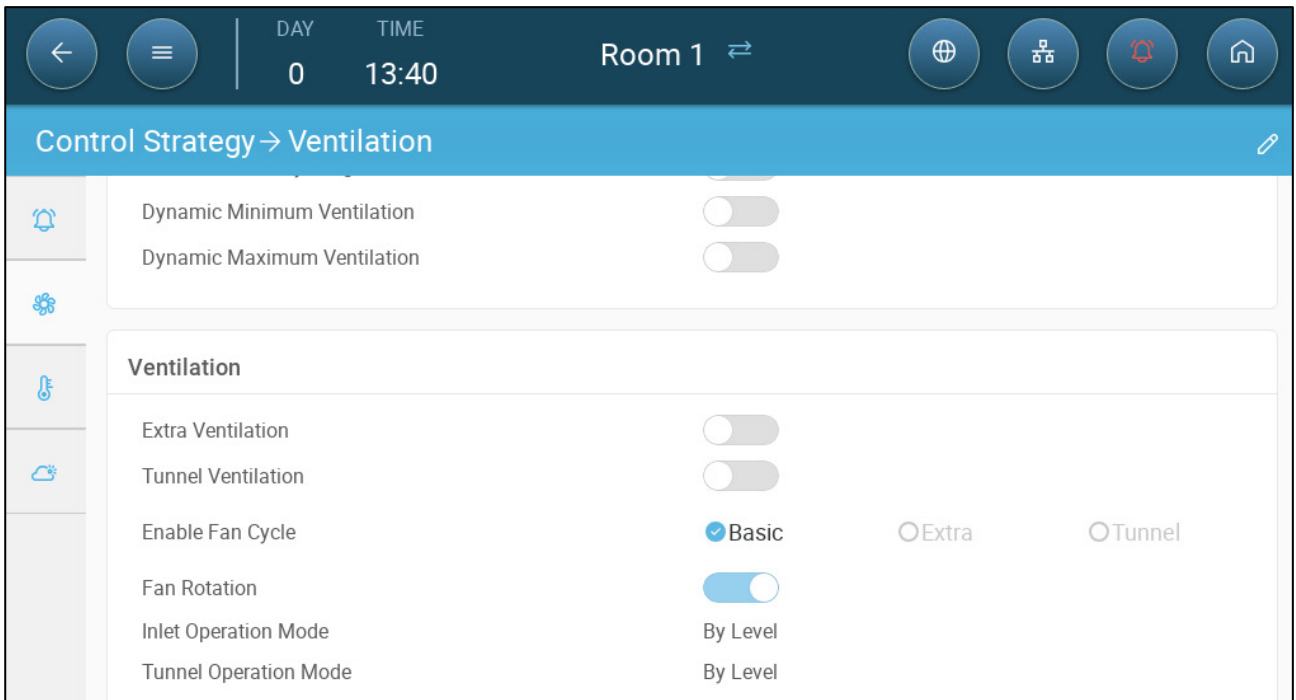 DAY TIME
0 13:40
Room 1
Control Strategy → Ventilation
Dynamic Minimum Ventilation
Dynamic Maximum Ventilation
Ventilation
Extra Ventilation
Tunnel Ventilation
Enable Fan Cycle Basic Extra Tunnel
Fan Rotation
Inlet Operation Mode By Level
Tunnel Operation Mode By Level